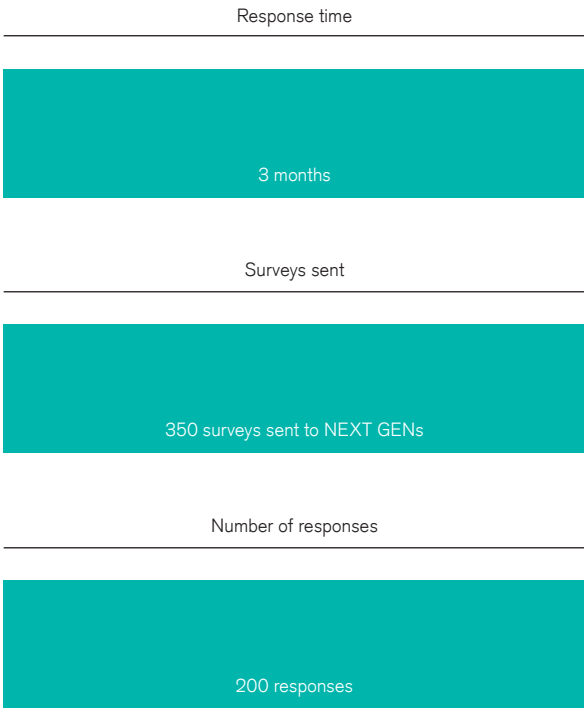 Response time
3 months
Surveys sent
350 surveys sent to NEXT GENs
Number of responses
200 responses